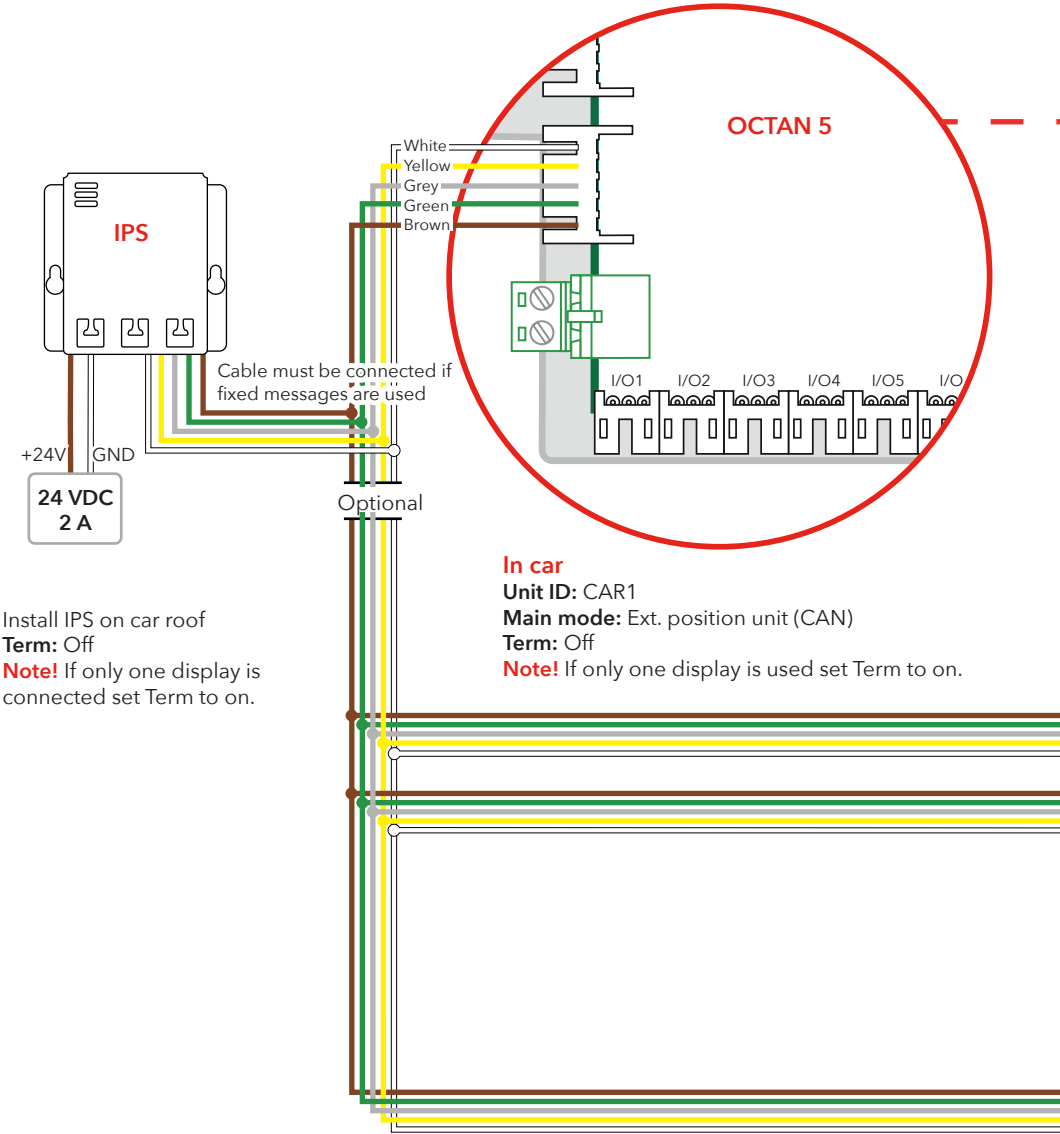 OCTAN 5
White
Yellow
Grey
Green
Brown
IPS
Cable must be connected if
fixed messages are used
I/O1 I/O2 I/O3 I/O4 I/O5 I/O
+24V GND
24 VDC
2 A
Optional
In car
Unit ID: CAR1
Main mode: Ext. position unit (CAN)
Term: Off
Note! If only one display is used set Term to on.
Install IPS on car roof
Term: Off
Note! If only one display is
connected set Term to on.